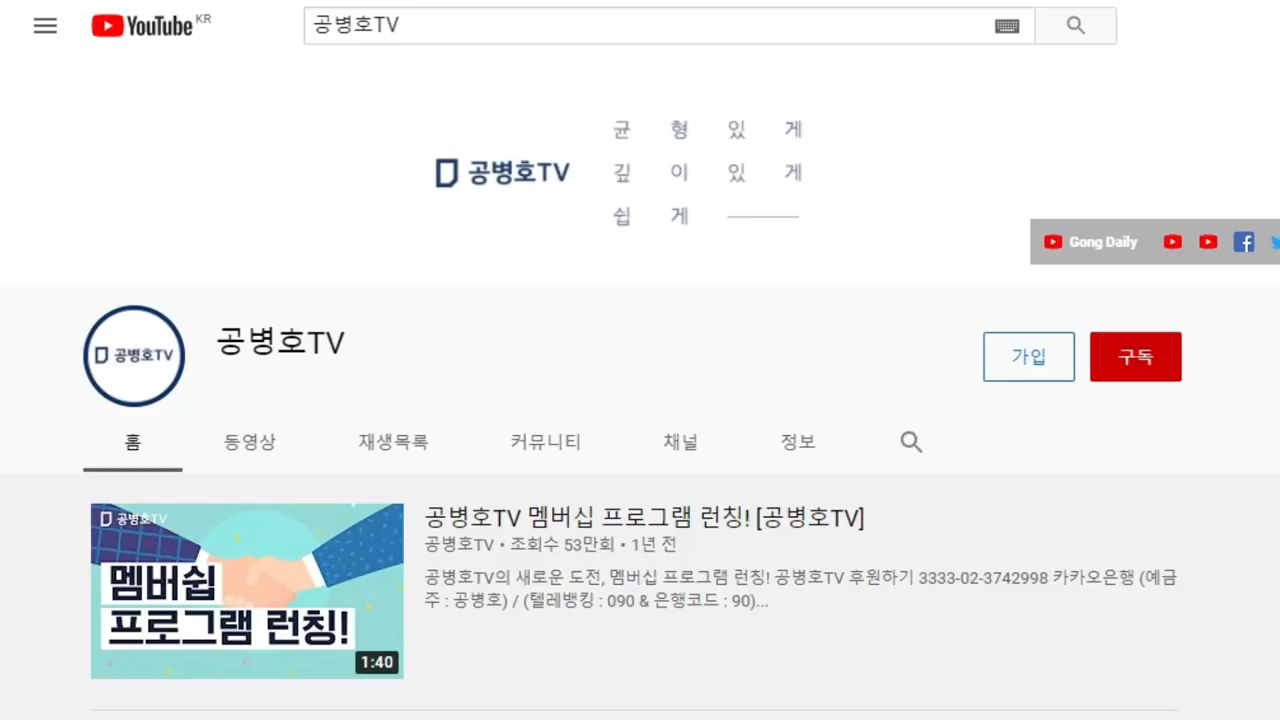 YouTube KR
공병호TV
공병호TV
균 형 있 게
깊 이 있 게
쉽 게
Gong Daily
공병호TV
공병호TV
가입
구독
홈
동영상
재생목록
커뮤니티
채널
정보
공병호TV
멤버쉽
프로그램 런칭!
1:40
공병호TV 멤버십 프로그램 런칭! [공병호TV]
공병호TV • 조회수 53만회 • 1년 전
공병호TV의 새로운 도전, 멤버십 프로그램 런칭! 공병호TV 후원하기 3333-02-3742998 카카오은행 (예금
주 : 공병호) / (텔레뱅킹 : 090 & 은행코드 : 90)...